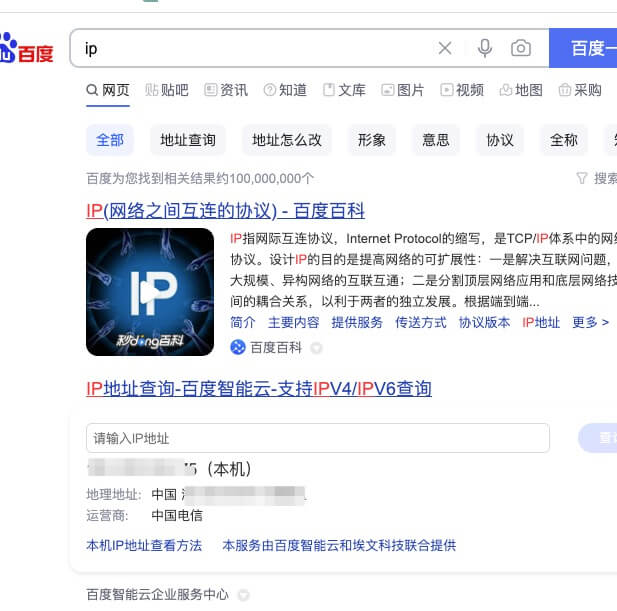 百度
ip
百度一
网页 贴吧 资讯 知道 文库 图片 视频 地图 采购
全部 地址查询 地址怎么改 形象 意思 协议 全称
百度为您找到相关结果约100,000,000个
搜索
IP(网络之间互连的协议) - 百度百科
IP
秒dǒng百科
IP指网际互连协议，Internet Protocol的缩写，是TCP/IP体系中的网络
协议。设计IP的目的是提高网络的可扩展性：一是解决互联网问题，
大规模、异构网络的互联互通；二是分割顶层网络应用和底层网络技
间的耦合关系，以利于两者的独立发展。根据端到端...
简介 主要内容 提供服务 传送方式 协议版本 IP地址 更多 >
百度百科
IP地址查询-百度智能云-支持IPV4/IPV6查询
请输入IP地址
查
5（本机）
地理地址: 中国
运营商: 中国电信
本机IP地址查看方法 本服务由百度智能云和埃文科技联合提供
百度智能云企业服务中心